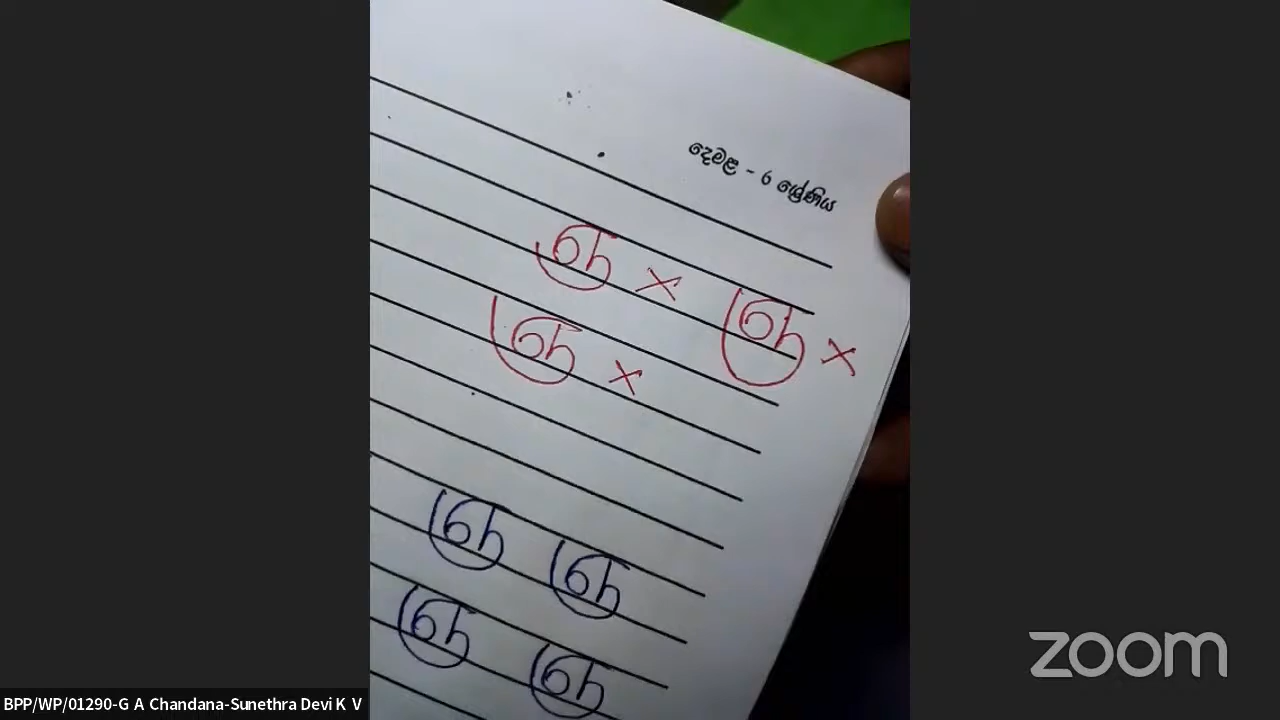 දෙමළ - 6 ශ්‍රේණිය
ஞ × ஞ ×
ஞ ×
ஞ ஞ
ஞ ஞ
zoom
BPP/WP/01290-G A Chandana-Sunethra Devi K V